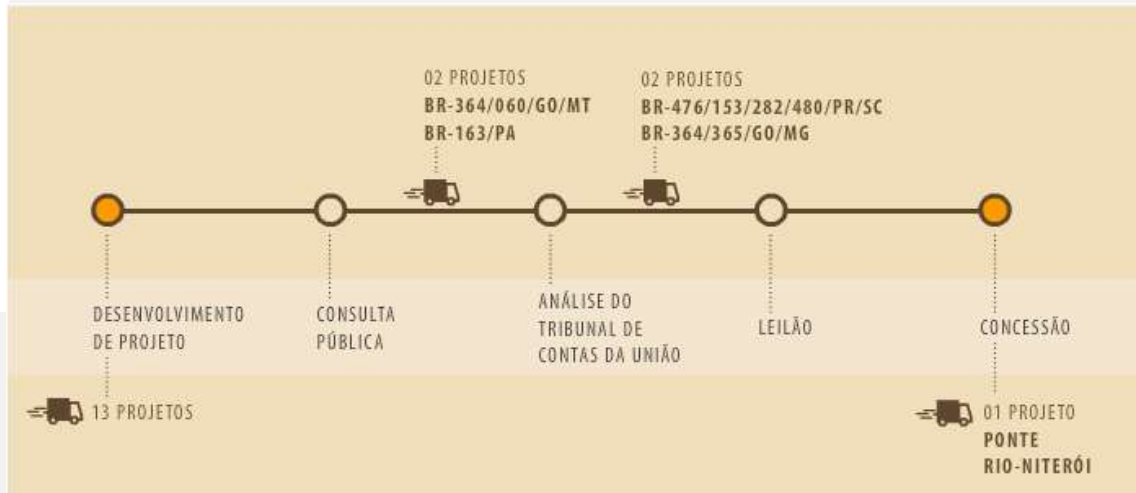 02 PROJETOS
BR-364/060/GO/MT
BR-163/PA
02 PROJETOS
BR-476/153/282/480/PR/SC
BR-364/365/GO/MG
DESENVOLVIMENTO
DE PROJETO
CONSULTA
PÚBLICA
ANÁLISE DO
TRIBUNAL DE
CONTAS DA UNIÃO
LEILÃO
CONCESSÃO
13 PROJETOS
01 PROJETO
PONTE
RIO-NITERÓI